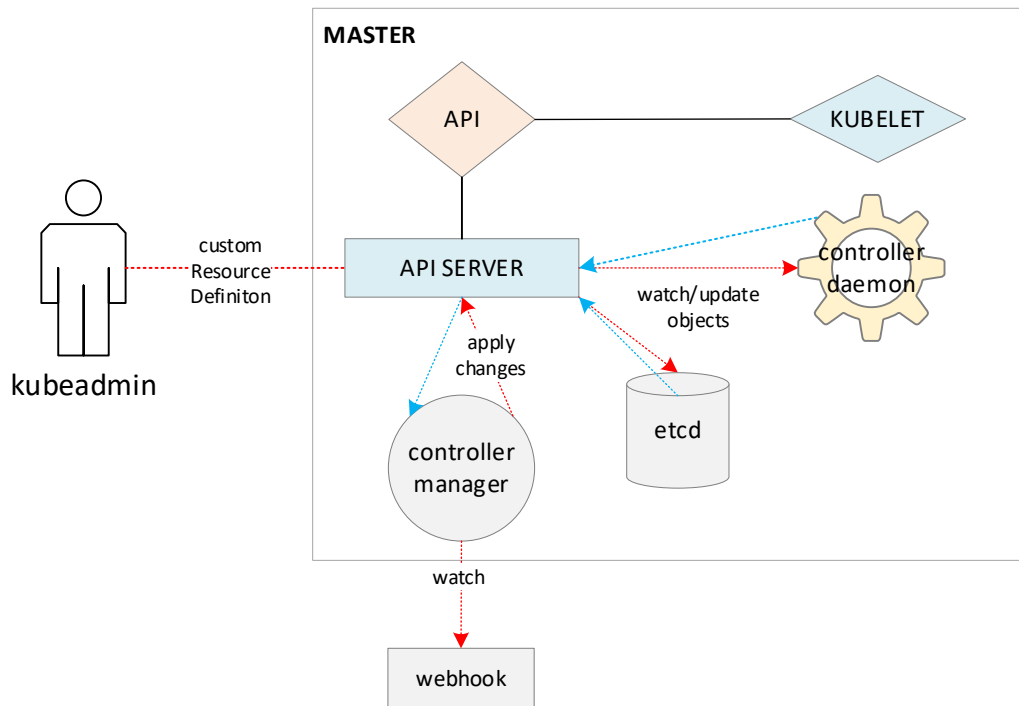 MASTER
API
KUBELET
custom
Resource
Definiton
API SERVER
controller
daemon
watch/update
objects
apply
changes
kubeadmin
etcd
controller
manager
watch
webhook